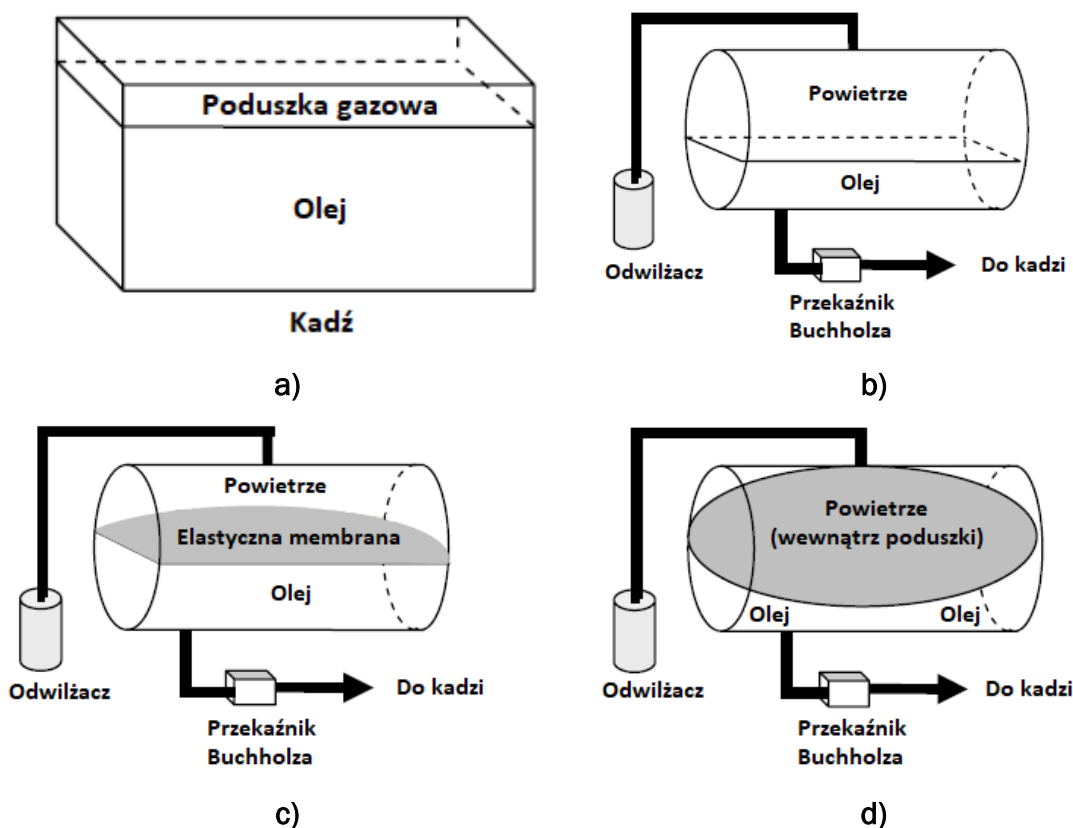 Poduszka gazowa
Olej
Kadź
a)
Powietrze
Olej
Odwilżacz
Do kadzi
Przekaźnik
Buchholza
b)
Powietrze
Elastyczna membrana
Olej
Odwilżacz
Do kadzi
Przekaźnik
Buchholza
c)
Powietrze
(wewnątrz poduszki)
Olej
Olej
Odwilżacz
Do kadzi
Przekaźnik
Buchholza
d)